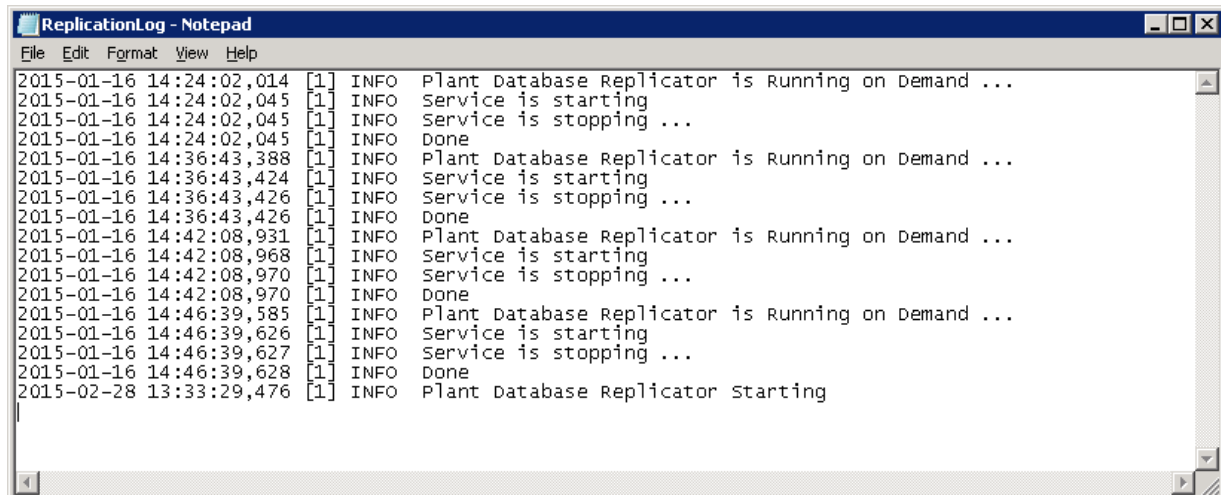 ReplicationLog - Notepad
File Edit Format View Help
2015-01-16 14:24:02,014 [1] INFO Plant Database Replicator is Running on Demand ...
2015-01-16 14:24:02,045 [1] INFO Service is starting
2015-01-16 14:24:02,045 [1] INFO Service is stopping ...
2015-01-16 14:24:02,045 [1] INFO Done
2015-01-16 14:36:43,388 [1] INFO Plant Database Replicator is Running on Demand ...
2015-01-16 14:36:43,424 [1] INFO Service is starting
2015-01-16 14:36:43,426 [1] INFO Service is stopping ...
2015-01-16 14:36:43,426 [1] INFO Done
2015-01-16 14:42:08,931 [1] INFO Plant Database Replicator is Running on Demand ...
2015-01-16 14:42:08,968 [1] INFO Service is starting
2015-01-16 14:42:08,970 [1] INFO Service is stopping ...
2015-01-16 14:42:08,970 [1] INFO Done
2015-01-16 14:46:39,585 [1] INFO Plant Database Replicator is Running on Demand ...
2015-01-16 14:46:39,626 [1] INFO Service is starting
2015-01-16 14:46:39,627 [1] INFO Service is stopping ...
2015-01-16 14:46:39,628 [1] INFO Done
2015-02-28 13:33:29,476 [1] INFO Plant Database Replicator Starting